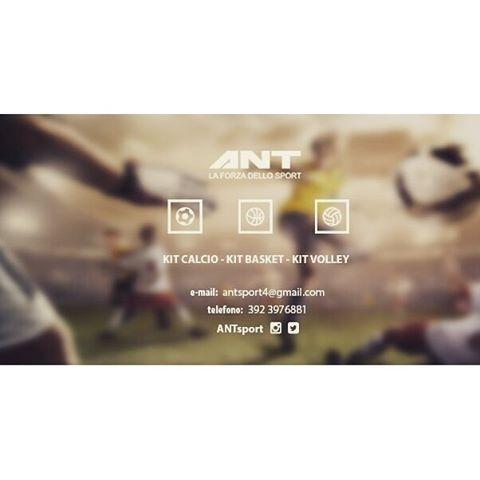 ANT
LA FORZA DELLO SPORT
KIT CALCIO - KIT BASKET - KIT VOLLEY
e-mail: antsport4@gmail.com
telefono: 392 3976881
ANTsport